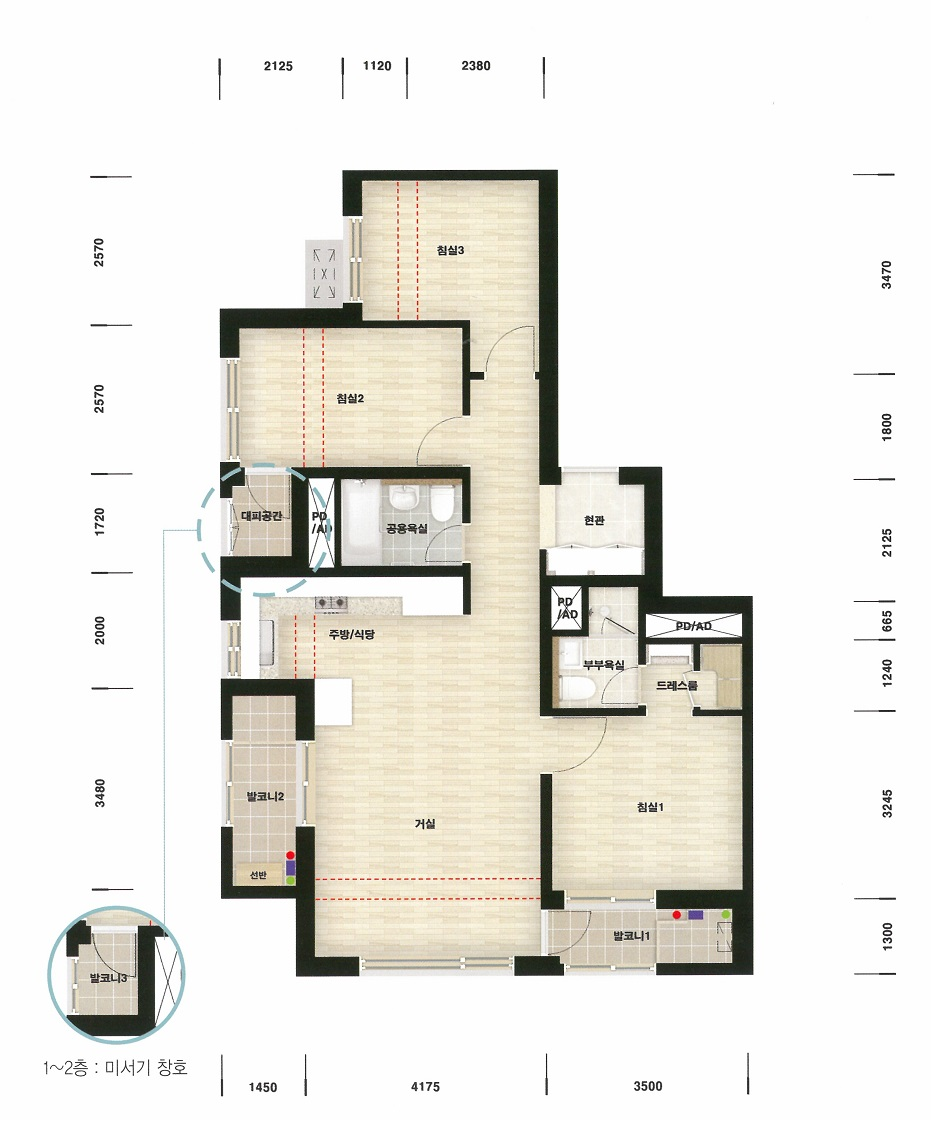 2125
1120
2380
2570
침실3
3470
2570
침실2
1800
1720
대피공간
PD
/AD
공용욕실
현관
2125
2000
주방/식당
PD
/AD
PD/AD
665
부부욕실
드레스룸
1240
3480
발코니2
거실
침실1
3245
선반
발코니1
1300
발코니3
1~2층 : 미서기 창호
1450
4175
3500